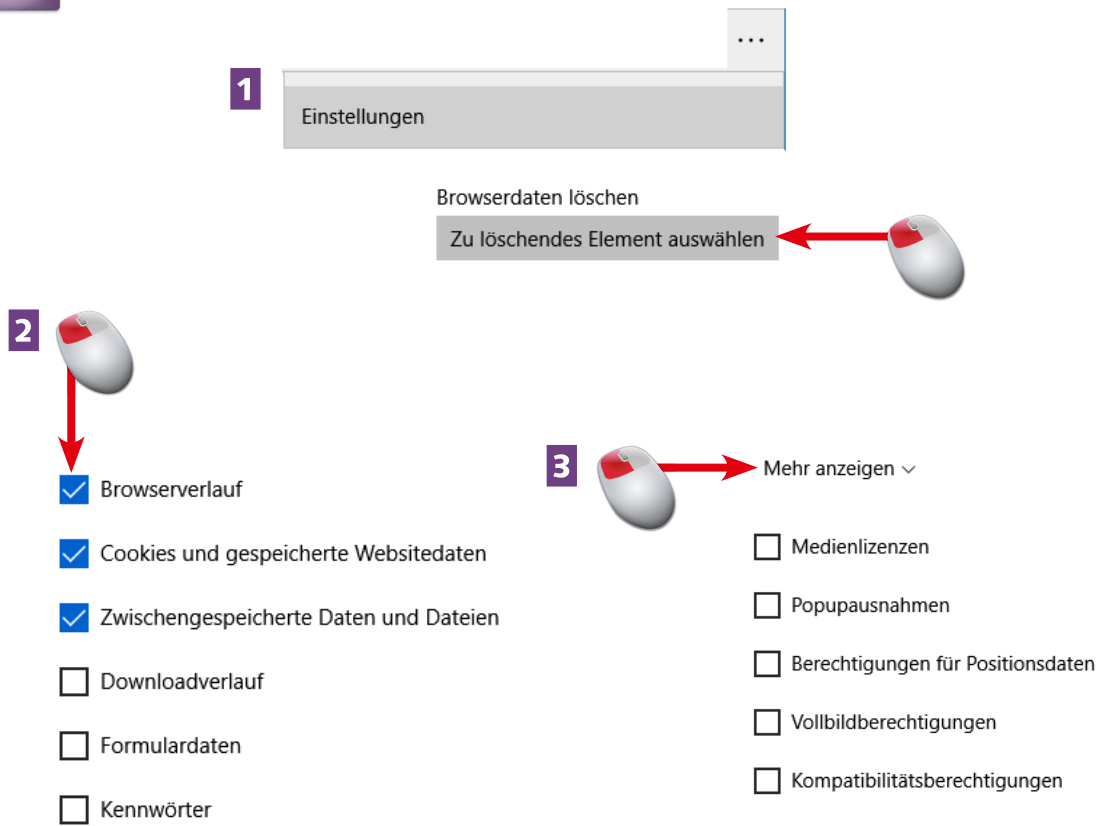 ...
1
Einstellungen
Browserdaten löschen
Zu löschendes Element auswählen
2
Browserverlauf
Cookies und gespeicherte Websitedaten
Zwischengespeicherte Daten und Dateien
Downloadverlauf
Formulardaten
Kennwörter
3
Mehr anzeigen
Medienlizenzen
Popupausnahmen
Berechtigungen für Positionsdaten
Vollbildberechtigungen
Kompatibilitätsberechtigungen